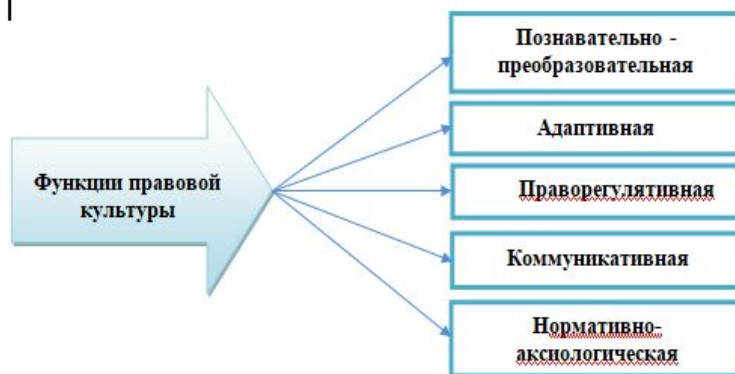 Познавательно -
преобразовательная
Адаптивная
Функции правовой
культуры
Праворегулятивная
Коммуникативная
Нормативно-
аксиологическая